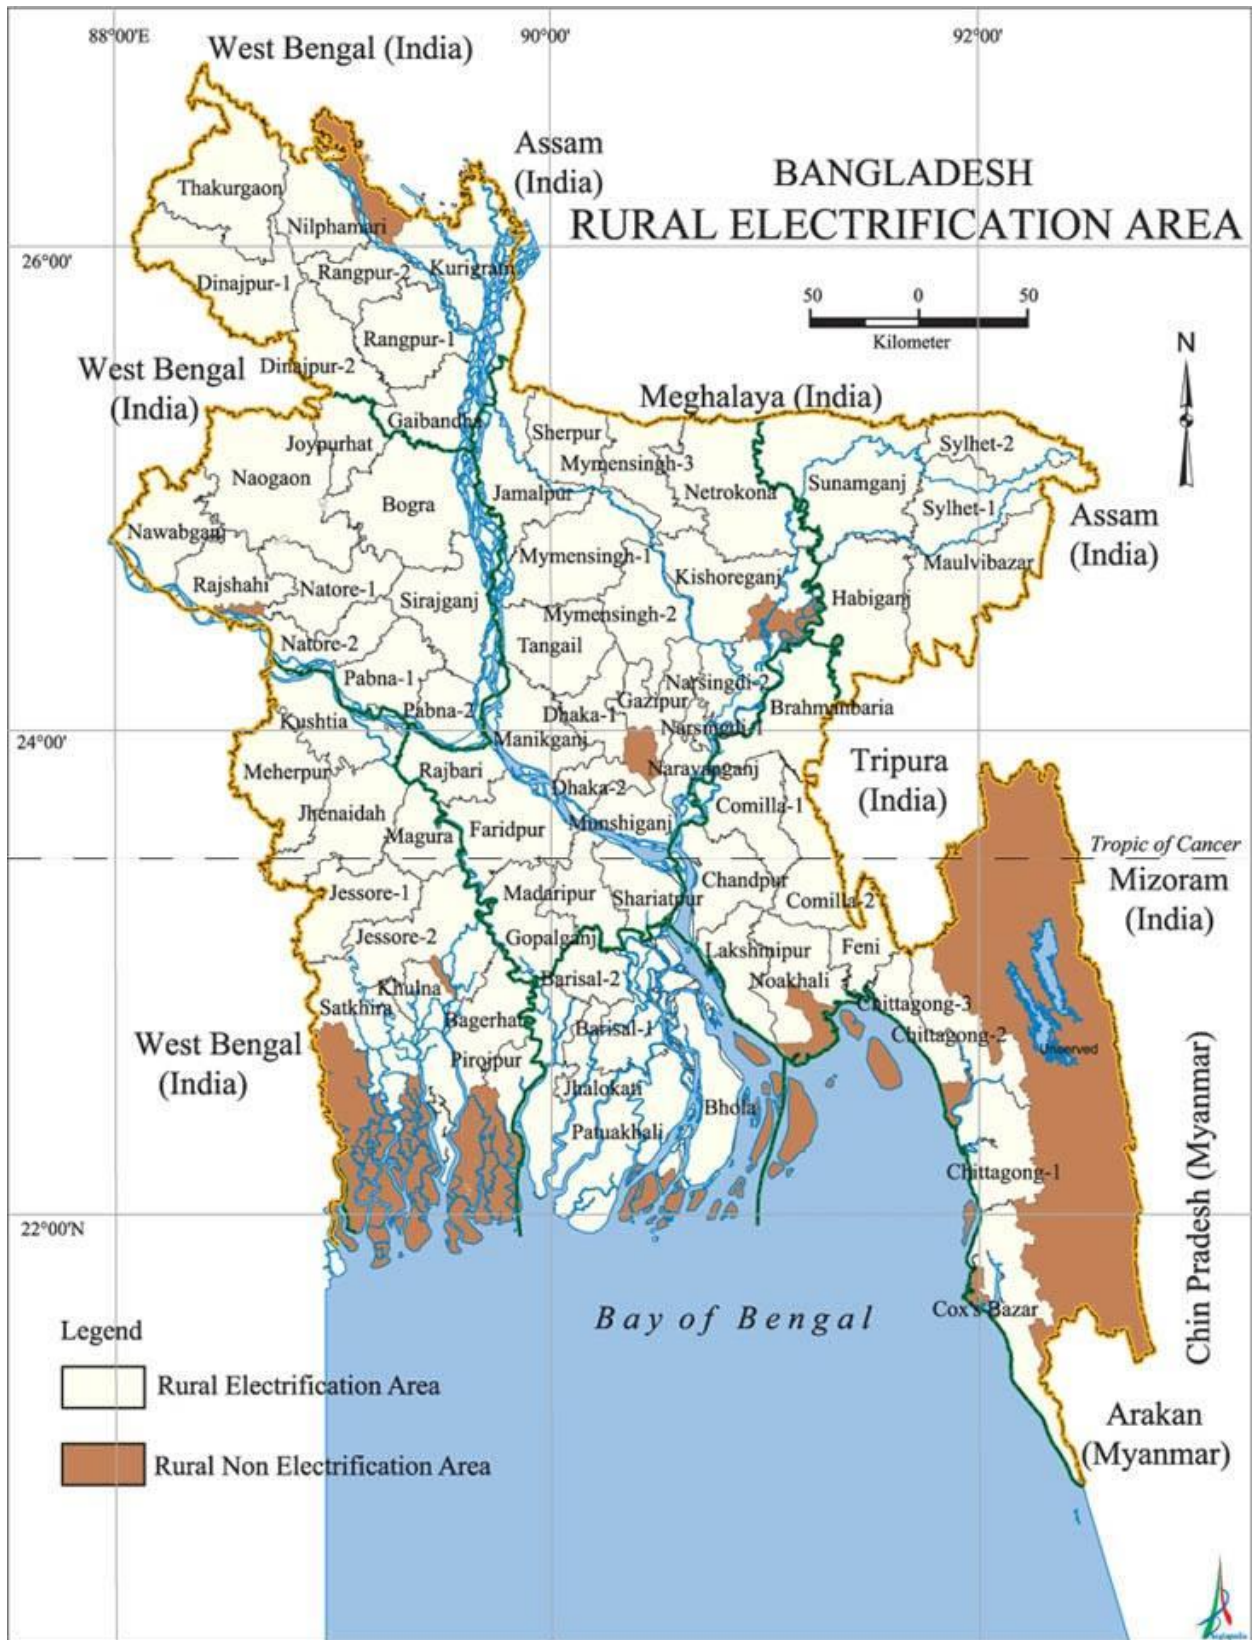 88°00'E
90°00'
92°00'
West Bengal (India)
Assam
(India)
BANGLADESH
RURAL ELECTRIFICATION AREA
Thakurgaon
Nilphamari
26°00'
Rangpur-2
Kurigram
Dinajpur-1
50
0
50
Kilometer
N
Rangpur-1
West Bengal
(India)
Dinajpur-2
Meghalaya (India)
Gaibandha
Sherpur
Joypurhat
Sylhet-2
Mymensingh-3
Naogaon
Netrokona
Sunamganj
Jamalpur
Bogra
Sylhet-1
Assam
(India)
Nawabganj
Mymensingh-1
Maulvibazar
Kishoreganj
Rajshahi
Natore-1
Sirajganj
Habiganj
Mymensingh-2
Natore-2
Tangail
Pabna-1
Narsingdi-2
Gazipur
Brahmanbaria
Pabna-2
Dhaka-1
Kushtia
Narsingdi-1
24°00'
Manikganj
Tripura
(India)
Meherpur
Rajbari
Narayanganj
Dhaka-2
Comilla-1
Jhenaidah
Munshiganj
Faridpur
Magura
Tropic of Cancer
Mizoram
(India)
Chandpur
Jessore-1
Madaripur
Shariatpur
Comilla-2
Jessore-2
Gopalganj
Lakshmipur
Feni
Barisal-2
Noakhali
Khulna
Satkhira
Chittagong-3
Bagerhat
Barisal-1
Chittagong-2
West Bengal
(India)
Unserved
Pirojpur
Jhalokati
Bhola
Patuakhali
Chittagong-1
Chin Pradesh (Myanmar)
22°00'N
Cox's Bazar
Bay of Bengal
Legend
Rural Electrification Area
Rural Non Electrification Area
Arakan
(Myanmar)